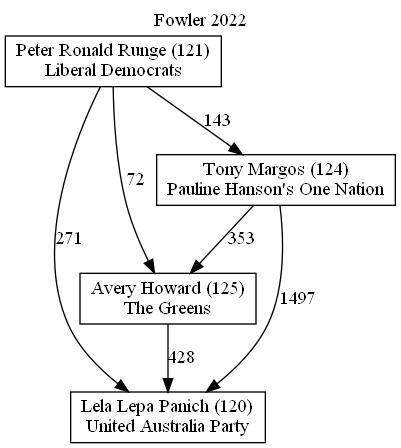 Fowler 2022
Peter Ronald Runge (121)
Liberal Democrats
143
Tony Margos (124)
Pauline Hanson's One Nation
72
271
353
Avery Howard (125)
The Greens
1497
428
Lela Lepa Panich (120)
United Australia Party